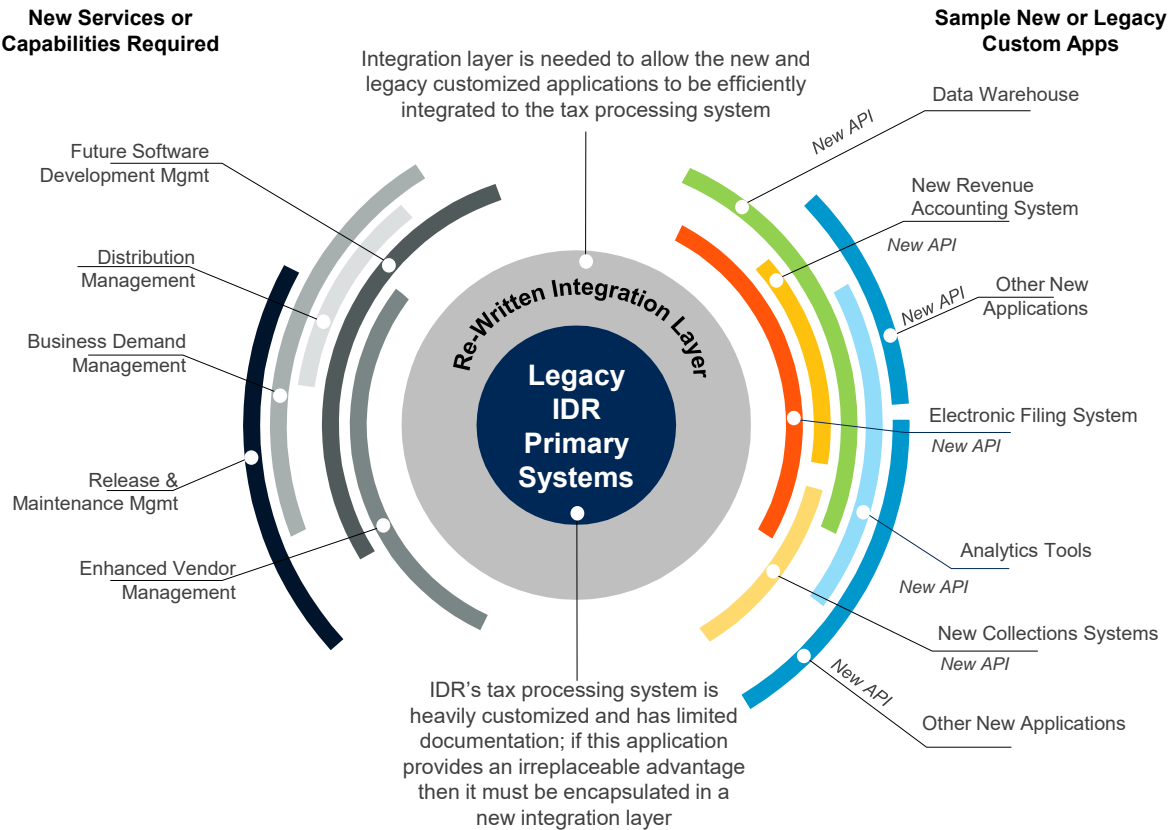 New Services or
Capabilities Required
Sample New or Legacy
Custom Apps
Integration layer is needed to allow the new and
legacy customized applications to be efficiently
integrated to the tax processing system
Future Software
Development Mgmt
Distribution
Management
Business Demand
Management
Release &
Maintenance Mgmt
Enhanced Vendor
Management
Re-Written Integration Layer
Legacy
IDR
Primary
Systems
Data Warehouse
New API
New Revenue
Accounting System
New API
Other New
Applications
New API
Electronic Filing System
New API
Analytics Tools
New API
New Collections Systems
New API
Other New Applications
New API
IDR’s tax processing system is
heavily customized and has limited
documentation; if this application
provides an irreplaceable advantage
then it must be encapsulated in a
new integration layer